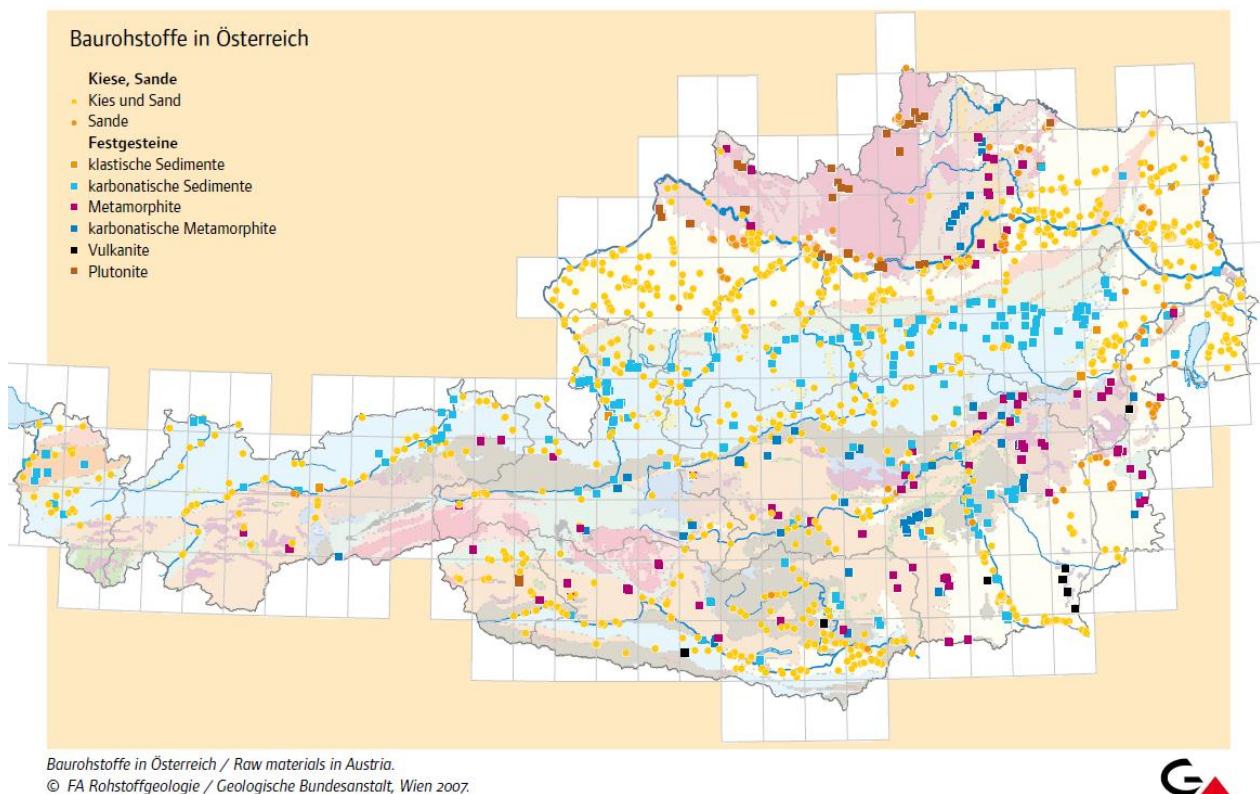 Baurohstoffe in Österreich
Kiese, Sande
Kies und Sand
Sande
Festgesteine
klastische Sedimente
karbonatische Sedimente
Metamorphite
karbonatische Metamorphite
Vulkanite
Plutonite
Baurohstoffe in Österreich / Raw materials in Austria.
© FA Rohstoffgeologie / Geologische Bundesanstalt, Wien 2007.